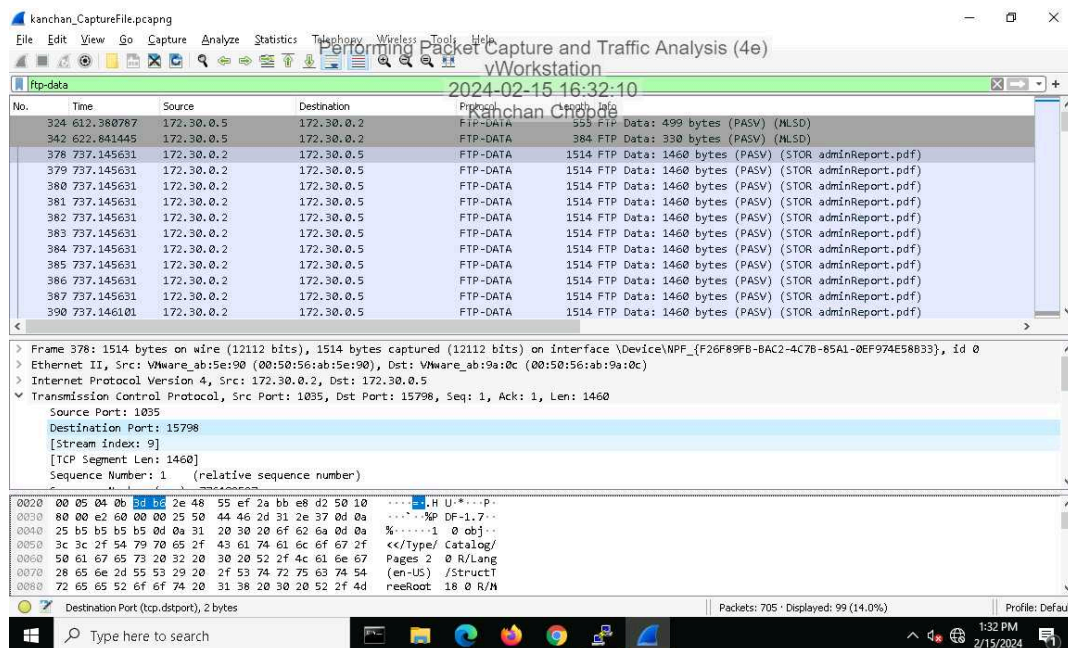 kanchan_CaptureFile.pcapng
File Edit View Go Capture Analyze Statistics Telephony Wireless Tools Help
Performing Packet Capture and Traffic Analysis (4e)
vWorkstation
2024-02-15 16:32:10
Kanchan Chopde
ftp-data
No. Time Source Destination Protocol Length Info
324 612.380787 172.30.0.5 172.30.0.2 FTP-DATA 553 FTP Data: 499 bytes (PASV) (MLSD)
342 622.841445 172.30.0.5 172.30.0.2 FTP-DATA 384 FTP Data: 330 bytes (PASV) (MLSD)
378 737.145631 172.30.0.2 172.30.0.5 FTP-DATA 1514 FTP Data: 1460 bytes (PASV) (STOR adminReport.pdf)
379 737.145631 172.30.0.2 172.30.0.5 FTP-DATA 1514 FTP Data: 1460 bytes (PASV) (STOR adminReport.pdf)
380 737.145631 172.30.0.2 172.30.0.5 FTP-DATA 1514 FTP Data: 1460 bytes (PASV) (STOR adminReport.pdf)
381 737.145631 172.30.0.2 172.30.0.5 FTP-DATA 1514 FTP Data: 1460 bytes (PASV) (STOR adminReport.pdf)
382 737.145631 172.30.0.2 172.30.0.5 FTP-DATA 1514 FTP Data: 1460 bytes (PASV) (STOR adminReport.pdf)
383 737.145631 172.30.0.2 172.30.0.5 FTP-DATA 1514 FTP Data: 1460 bytes (PASV) (STOR adminReport.pdf)
384 737.145631 172.30.0.2 172.30.0.5 FTP-DATA 1514 FTP Data: 1460 bytes (PASV) (STOR adminReport.pdf)
385 737.145631 172.30.0.2 172.30.0.5 FTP-DATA 1514 FTP Data: 1460 bytes (PASV) (STOR adminReport.pdf)
386 737.145631 172.30.0.2 172.30.0.5 FTP-DATA 1514 FTP Data: 1460 bytes (PASV) (STOR adminReport.pdf)
387 737.145631 172.30.0.2 172.30.0.5 FTP-DATA 1514 FTP Data: 1460 bytes (PASV) (STOR adminReport.pdf)
390 737.146101 172.30.0.2 172.30.0.5 FTP-DATA 1514 FTP Data: 1460 bytes (PASV) (STOR adminReport.pdf)
Frame 378: 1514 bytes on wire (12112 bits), 1514 bytes captured (12112 bits) on interface \Device\NPF_{F26F89FB-BAC2-4C7B-85A1-0EF974E58B33}, id 0
Ethernet II, Src: VMware_ab:5e:90 (00:50:56:ab:5e:90), Dst: VMware_ab:9a:0c (00:50:56:ab:9a:0c)
Internet Protocol Version 4, Src: 172.30.0.2, Dst: 172.30.0.5
Transmission Control Protocol, Src Port: 1035, Dst Port: 15798, Seq: 1, Ack: 1, Len: 1460
Source Port: 1035
Destination Port: 15798
[Stream index: 9]
[TCP Segment Len: 1460]
Sequence Number: 1 (relative sequence number)
0020 00 05 04 0b 3d b6 2e 48 55 ef 2a bb e8 d2 50 10 ····=·.H U·*···P·
0030 80 00 e2 60 00 00 25 50 44 46 2d 31 2e 37 0d 0a ···`··%P DF-1.7··
0040 25 b5 b5 b5 b5 0d 0a 31 20 30 20 6f 62 6a 0d 0a %······1 0 obj··
0050 3c 3c 2f 54 79 70 65 2f 43 61 74 61 6c 6f 67 2f <</Type/ Catalog/
0060 50 61 67 65 73 20 32 20 30 20 52 2f 4c 61 6e 67 Pages 2 0 R/Lang
0070 28 65 6e 2d 55 53 29 20 2f 53 74 72 75 63 74 54 (en-US) /StructT
0080 72 65 65 52 6f 6f 74 20 31 38 20 30 20 52 2f 4d reeRoot 18 0 R/M
Destination Port (tcp.dstport), 2 bytes Packets: 705 · Displayed: 99 (14.0%) Profile: Defau
Type here to search
1:32 PM
2/15/2024